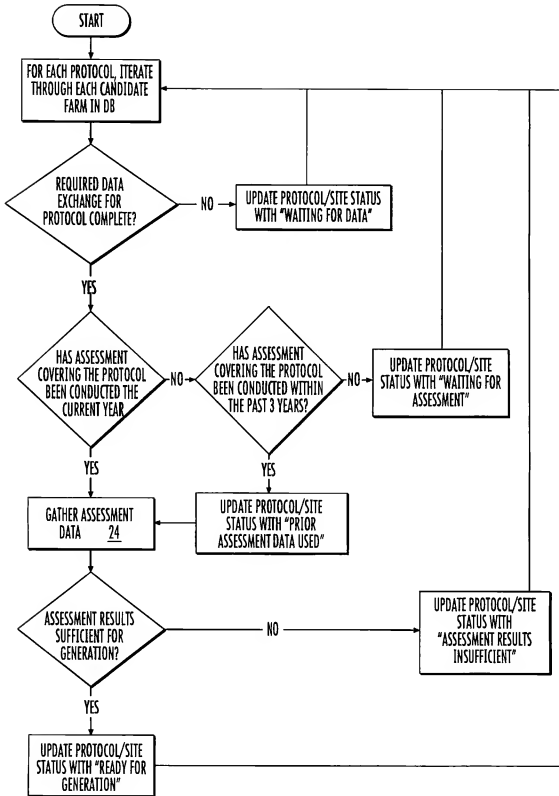 START
FOR EACH PROTOCOL, ITERATE
THROUGH EACH CANDIDATE
FARM IN DB
REQUIRED DATA
EXCHANGE FOR
PROTOCOL COMPLETE?
NO
UPDATE PROTOCOL/SITE STATUS
WITH "WAITING FOR DATA"
YES
HAS ASSESSMENT
COVERING THE PROTOCOL
BEEN CONDUCTED THE
CURRENT YEAR
NO
HAS ASSESSMENT
COVERING THE PROTOCOL
BEEN CONDUCTED WITHIN
THE PAST 3 YEARS?
NO
UPDATE PROTOCOL/SITE
STATUS WITH "WAITING FOR
ASSESSMENT"
YES
YES
GATHER ASSESSMENT
DATA 24
UPDATE PROTOCOL/SITE
STATUS WITH "PRIOR
ASSESSMENT DATA USED"
ASSESSMENT RESULTS
SUFFICIENT FOR
GENERATION?
NO
UPDATE PROTOCOL/SITE
STATUS WITH
"ASSESSMENT RESULTS
INSUFFICIENT"
YES
UPDATE PROTOCOL/SITE
STATUS WITH "READY FOR
GENERATION"